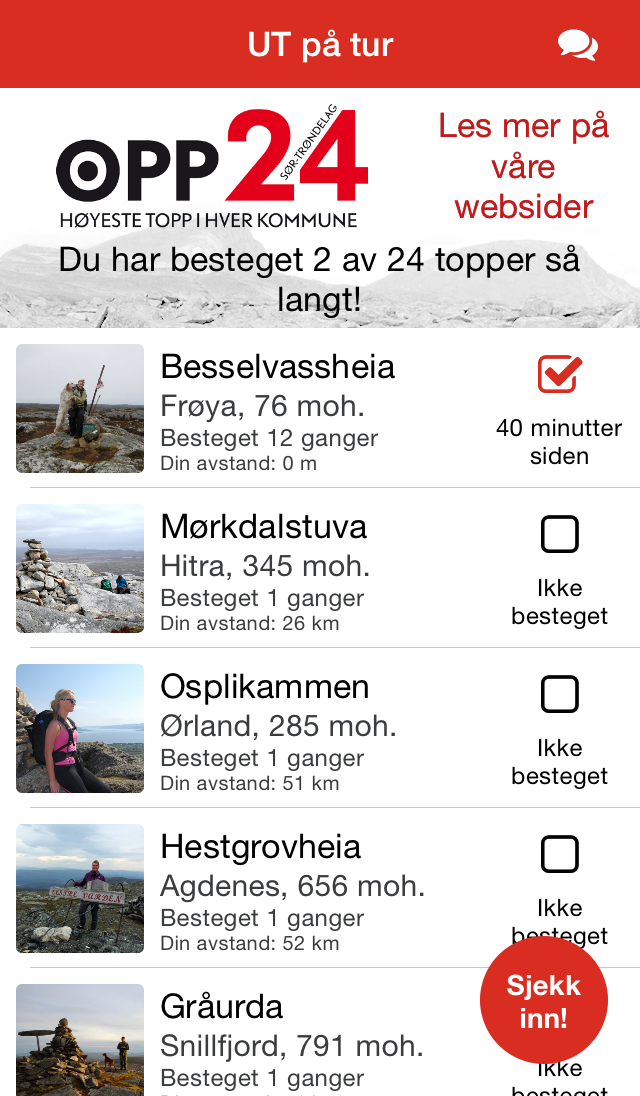 UT på tur
OPP24
SØR-TRØNDELAG
HØYESTE TOPP I HVER KOMMUNE
Les mer på
våre
websider
Du har besteget 2 av 24 topper så
langt!
Besselvassheia
Frøya, 76 moh.
Besteget 12 ganger
Din avstand: 0 m
40 minutter
siden
Mørkdalstuva
Hitra, 345 moh.
Besteget 1 ganger
Din avstand: 26 km
Ikke
besteget
Osplikammen
Ørland, 285 moh.
Besteget 1 ganger
Din avstand: 51 km
Ikke
besteget
Hestgrovheia
Agdenes, 656 moh.
Besteget 1 ganger
Din avstand: 52 km
Ikke
besteget
Gråurda
Snillfjord, 791 moh.
Besteget 1 ganger
Sjekk
inn!
Ikke
besteget